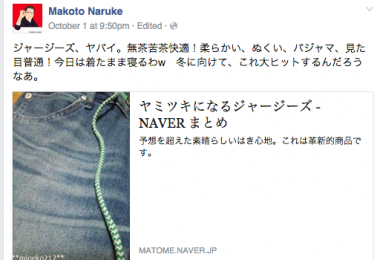 Makoto Naruke
October 1 at 9:50pm · Edited ·
ジャージーズ、ヤバイ。無茶苦茶快適！柔らかい、ぬくい、パジャマ、見た
目普通！今日は着たまま寝るわw　冬に向けて、これ大ヒットするんだろう
なあ。
ヤミツキになるジャージーズ -
NAVER まとめ
予想を超えた素晴らしいはき心地。これは革新的商品で
す。
**mineko217**
MATOME.NAVER.JP